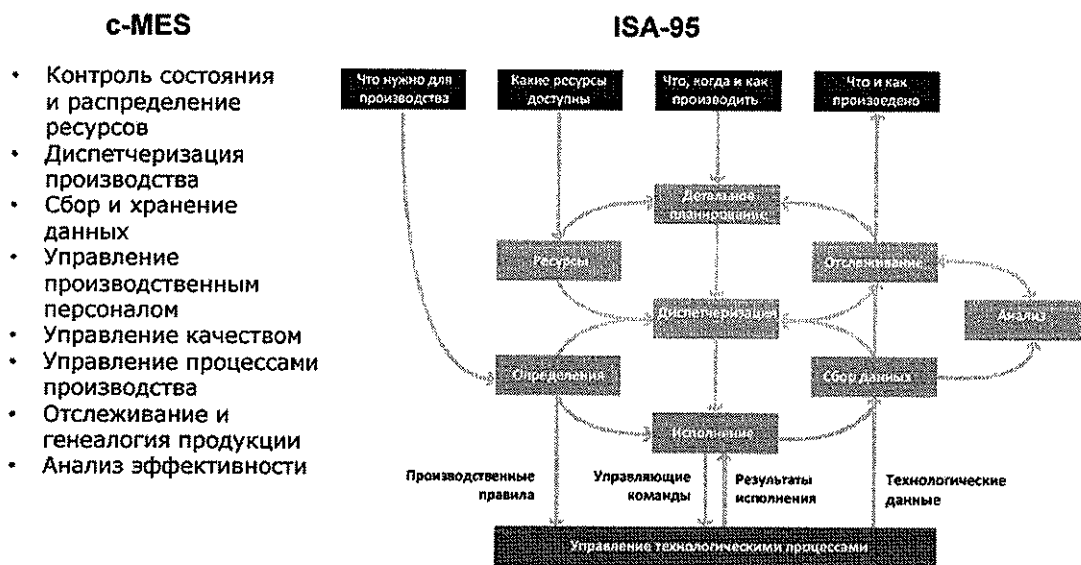 c-MES
• Контроль состояния
и распределение
ресурсов
• Диспетчеризация
производства
• Сбор и хранение
данных
• Управление
производственным
персоналом
• Управление качеством
• Управление процессами
производства
• Отслеживание и
генеалогия продукции
• Анализ эффективности
ISA-95
Что нужно для
производства
Какие ресурсы
доступны
Что, когда и как
производить
Что и как
произведено
Детальное
планирование
Ресурсы
Отслеживание
Диспетчеризация
Анализ
Определения
Сбор данных
Исполнение
Производственные
правила
Управляющие
команды
Результаты
исполнения
Технологические
данные
Управление технологическими процессами